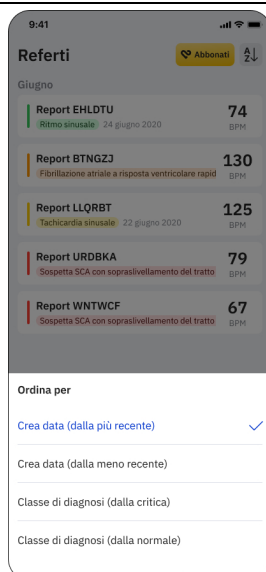 9:41
Referti
Abbonati
Giugno
Report EHLDTU
74
Ritmo sinusale 24 giugno 2020
BPM
Report BTNGZJ
130
Fibrillazione atriale a risposta ventricolare rapid
BPM
Report LLQRBT
125
Tachicardia sinusale 22 giugno 2020
BPM
Report URDBKA
79
Sospetta SCA con sopraslivellamento del tratto
BPM
Report WNTWCF
67
Sospetta SCA con sopraslivellamento del tratto
BPM
Ordina per
Crea data (dalla più recente)
Crea data (dalla meno recente)
Classe di diagnosi (dalla critica)
Classe di diagnosi (dalla normale)